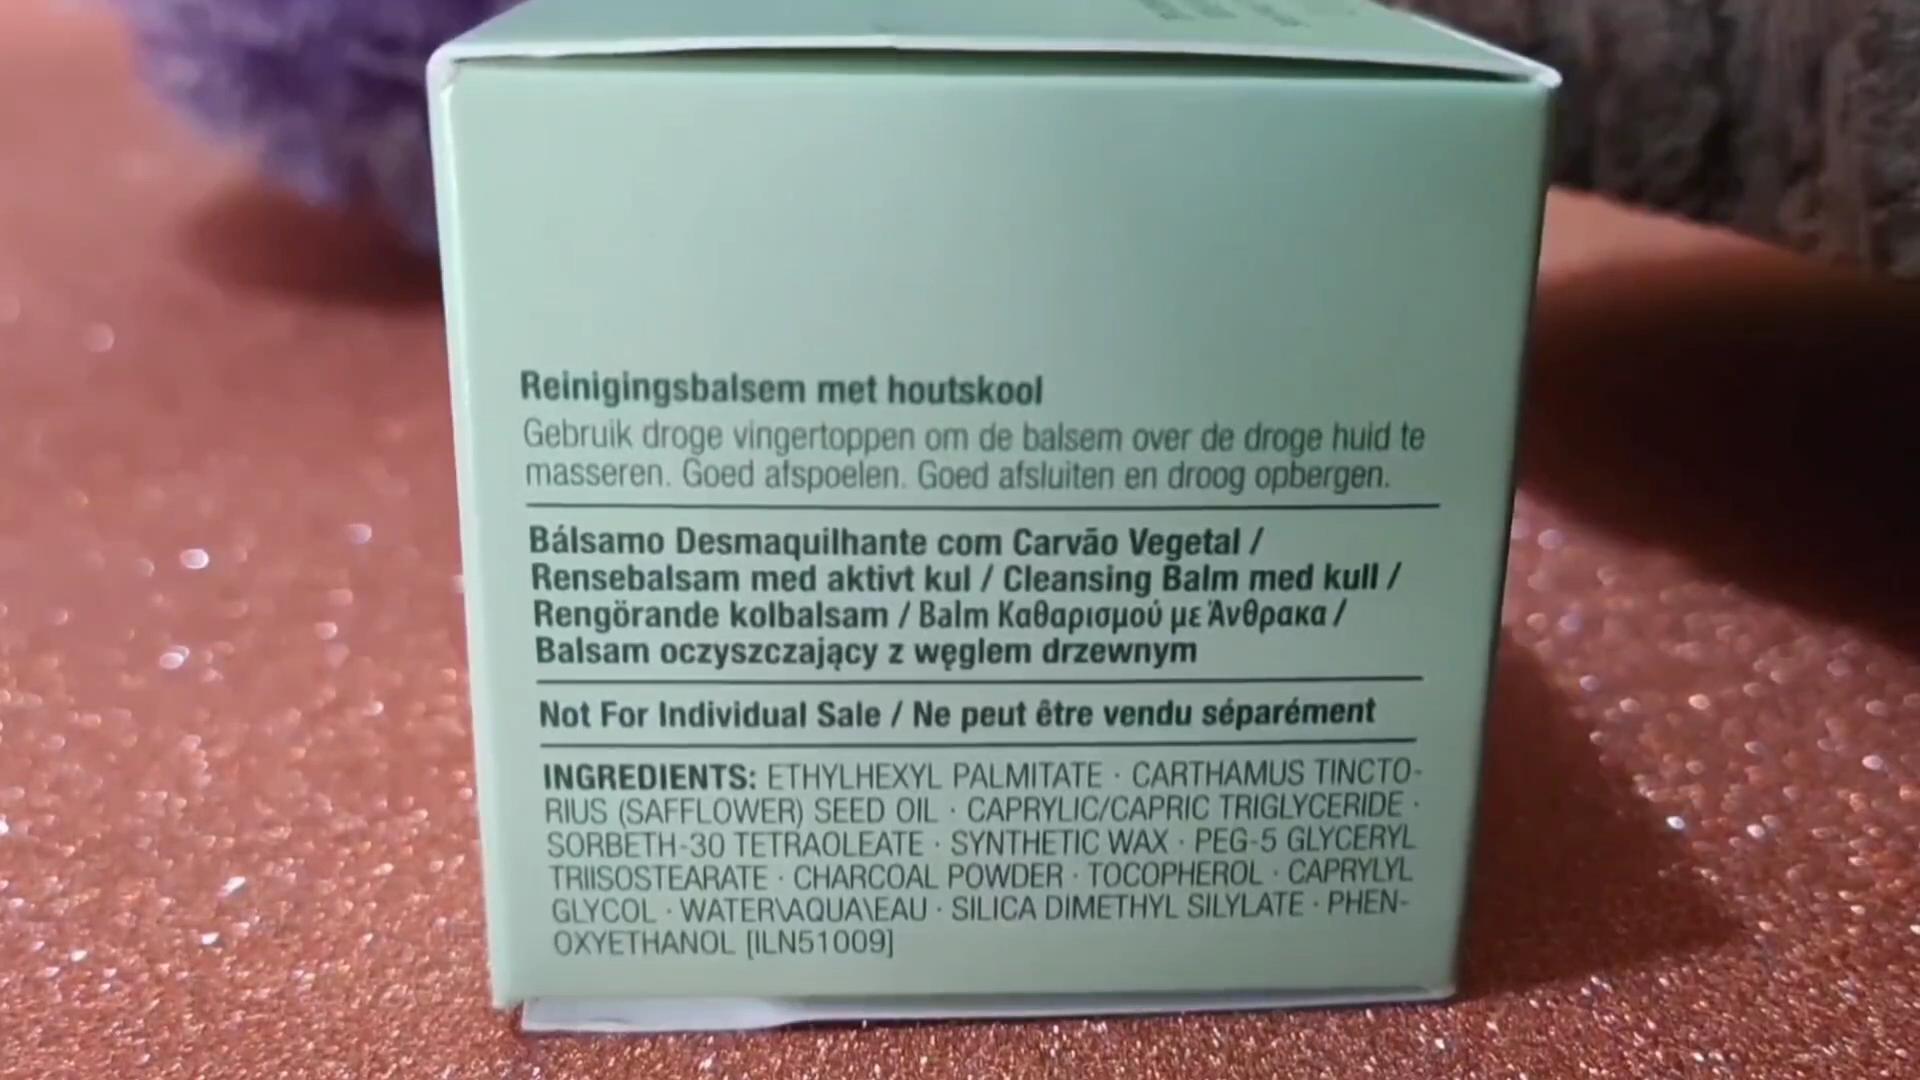 Reinigingsbalsem met houtskool
Gebruik droge vingertoppen om de balsem over de droge huid te
masseren. Goed afspoelen. Goed afsluiten en droog opbergen.
Bálsamo Desmaquilhante com Carvão Vegetal /
Rensebalsam med aktivt kul / Cleansing Balm med kull /
Rengörande kolbalsam / Balm Καθαρισμού με Άνθρακα /
Balsam oczyszczający z węglem drzewnym
Not For Individual Sale / Ne peut être vendu séparément
INGREDIENTS: ETHYLHEXYL PALMITATE · CARTHAMUS TINCTO-
RIUS (SAFFLOWER) SEED OIL · CAPRYLIC/CAPRIC TRIGLYCERIDE ·
SORBETH-30 TETRAOLEATE · SYNTHETIC WAX · PEG-5 GLYCERYL
TRIISOSTEARATE · CHARCOAL POWDER · TOCOPHEROL · CAPRYLYL
GLYCOL · WATER\AQUA\EAU · SILICA DIMETHYL SILYLATE · PHEN-
OXYETHANOL [ILN51009]